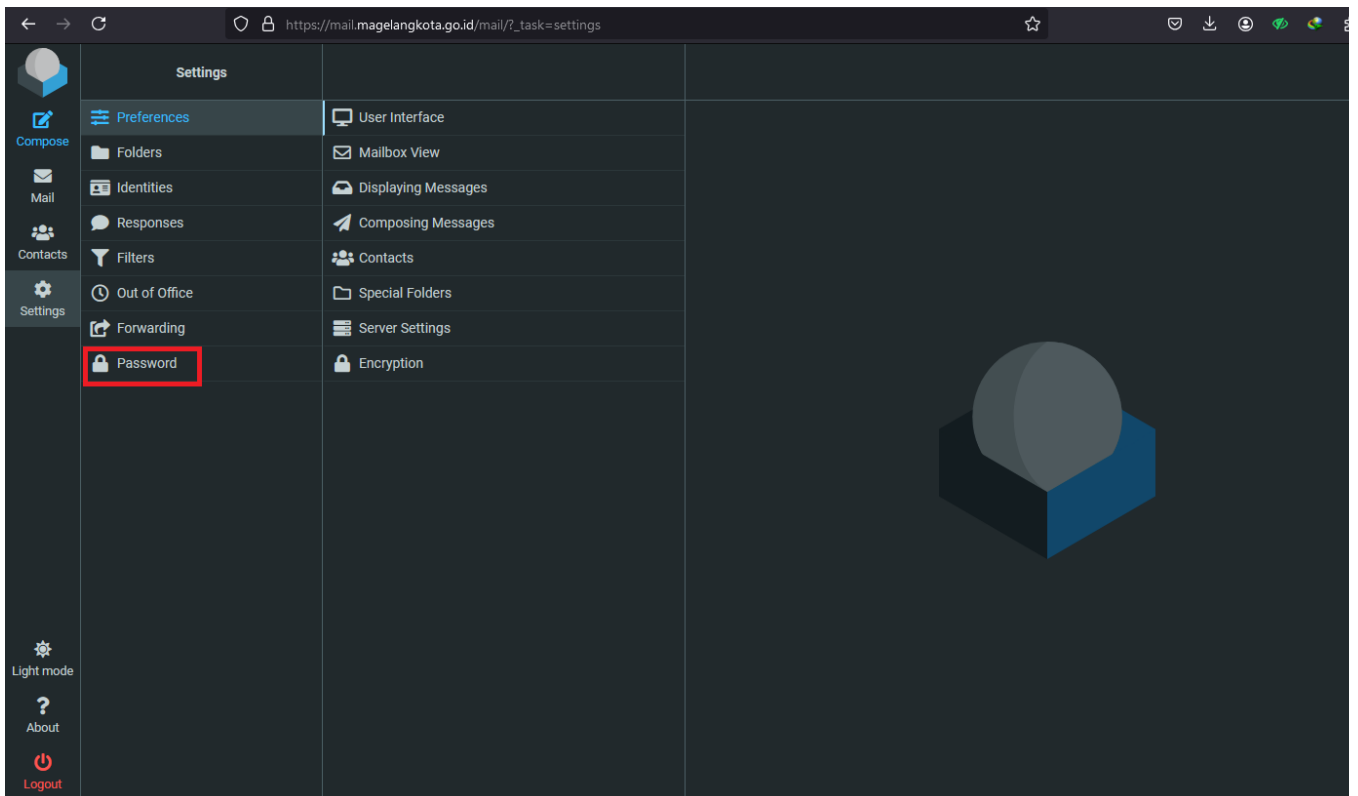 https://mail.magelangkota.go.id/mail/?_task=settings
Settings
Compose
Mail
Contacts
Settings
Light mode
About
Logout
Preferences
Folders
Identities
Responses
Filters
Out of Office
Forwarding
Password
User Interface
Mailbox View
Displaying Messages
Composing Messages
Contacts
Special Folders
Server Settings
Encryption